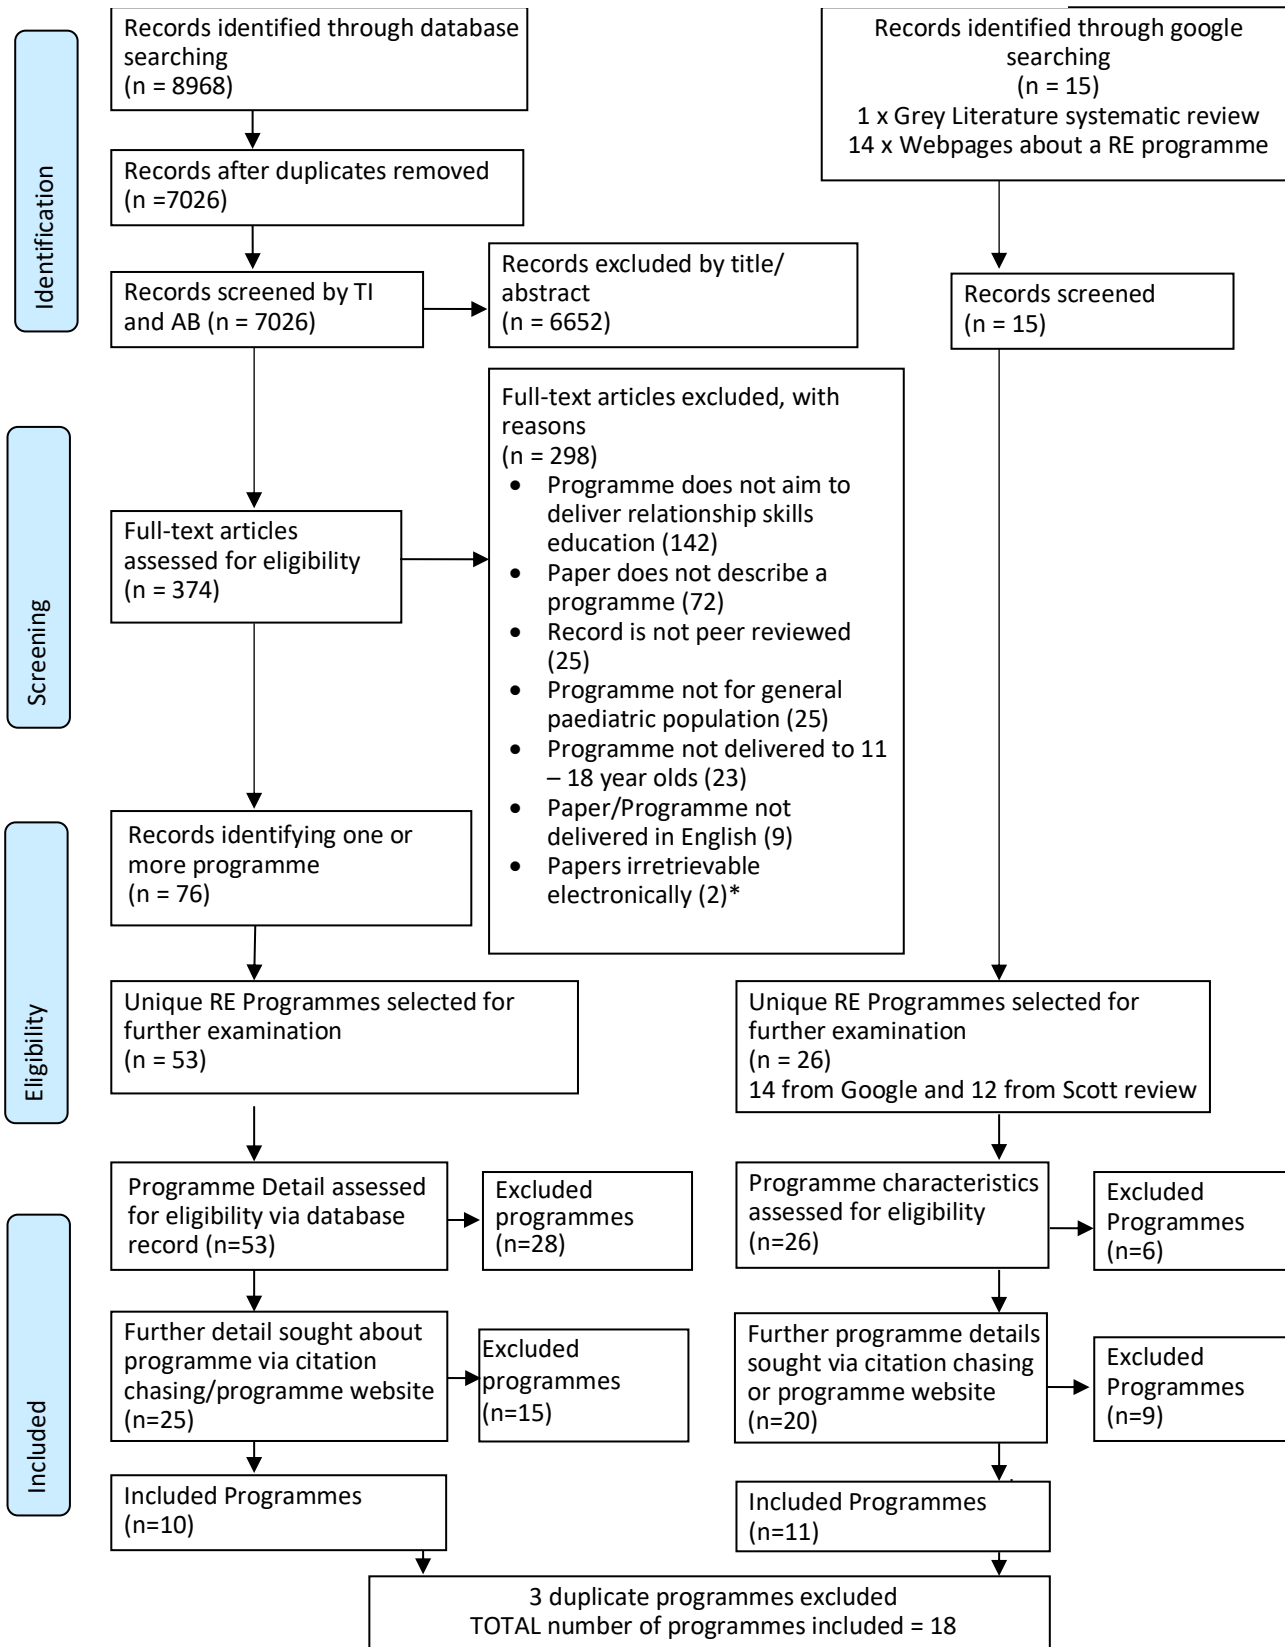 Records identified through database
searching
(n = 8968)
Records identified through google
searching
(n = 15)
1 x Grey Literature systematic review
14 x Webpages about a RE programme
Identification
Records after duplicates removed
(n =7026)
Records screened by TI
and AB (n = 7026)
Records excluded by title/
abstract
(n = 6652)
Records screened
(n = 15)
Screening
Full-text articles
assessed for eligibility
(n = 374)
Full-text articles excluded, with
reasons
(n = 298)
• Programme does not aim to
deliver relationship skills
education (142)
• Paper does not describe a
programme (72)
• Record is not peer reviewed
(25)
• Programme not for general
paediatric population (25)
• Programme not delivered to 11
– 18 year olds (23)
• Paper/Programme not
delivered in English (9)
• Papers irretrievable
electronically (2)*
Eligibility
Records identifying one or
more programme
(n = 76)
Unique RE Programmes selected for
further examination
(n = 53)
Unique RE Programmes selected for
further examination
(n = 26)
14 from Google and 12 from Scott review
Included
Programme Detail assessed
for eligibility via database
record (n=53)
Excluded
programmes
(n=28)
Programme characteristics
assessed for eligibility
(n=26)
Excluded
Programmes
(n=6)
Further detail sought about
programme via citation
chasing/programme website
(n=25)
Excluded
programmes
(n=15)
Further programme details
sought via citation chasing
or programme website
(n=20)
Excluded
Programmes
(n=9)
Included Programmes
(n=10)
Included Programmes
(n=11)
3 duplicate programmes excluded
TOTAL number of programmes included = 18